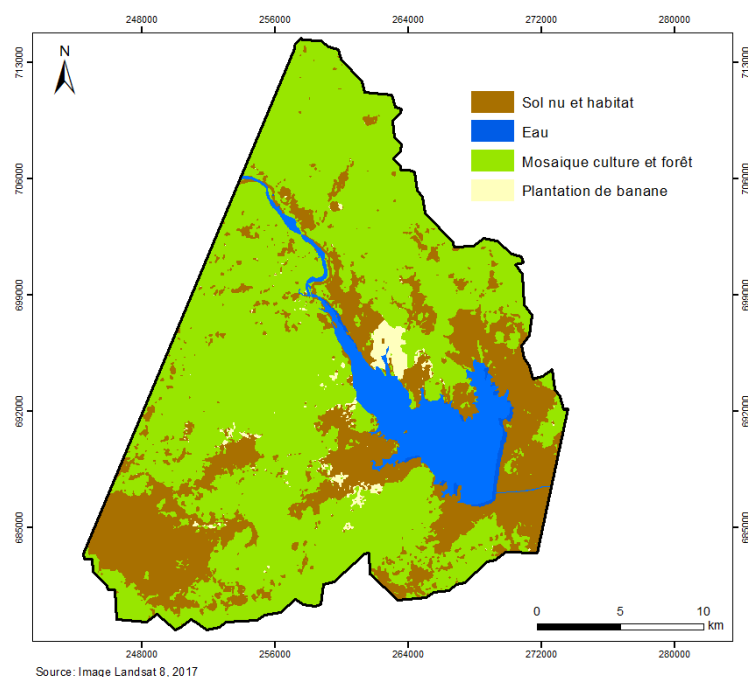 248000 256000 264000 272000 280000
713000 713000
N
Sol nu et habitat
Eau
Mosaique culture et forêt
Plantation de banane
706000 706000
699000 699000
692000 692000
685000 685000
0 5 10
km
248000 256000 264000 272000 280000
Source: Image Landsat 8, 2017